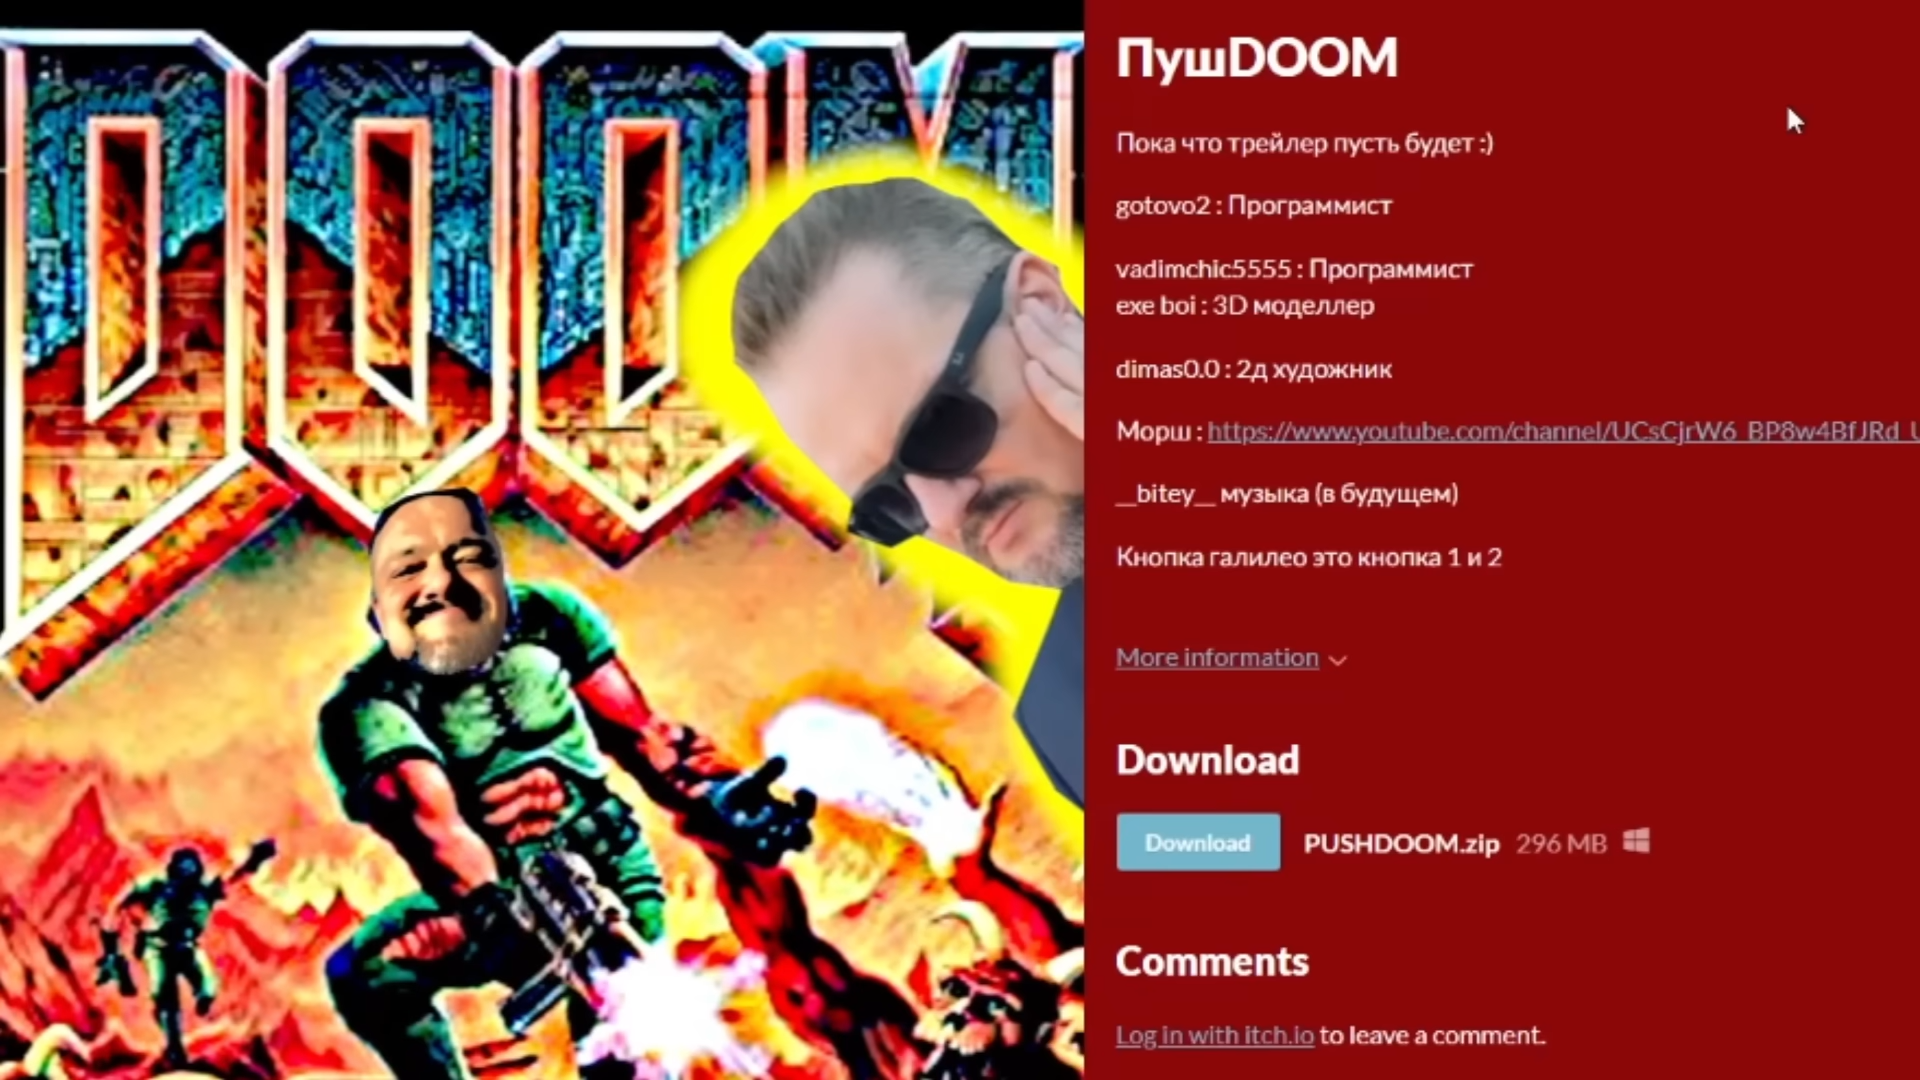 DOOM
ПушDOOM
Пока что трейлер пусть будет :)
gotovo2 : Программист
vadimchic5555 : Программист
exe boi : 3D моделлер
dimas0.0 : 2д художник
Морш : https://www.youtube.com/channel/UCsCjrW6_BP8w4BfJRd_U
__bitey__ музыка (в будущем)
Кнопка галилео это кнопка 1 и 2
More information
Download
Download PUSHDOOM.zip 296 MB
Comments
Log in with itch.io to leave a comment.